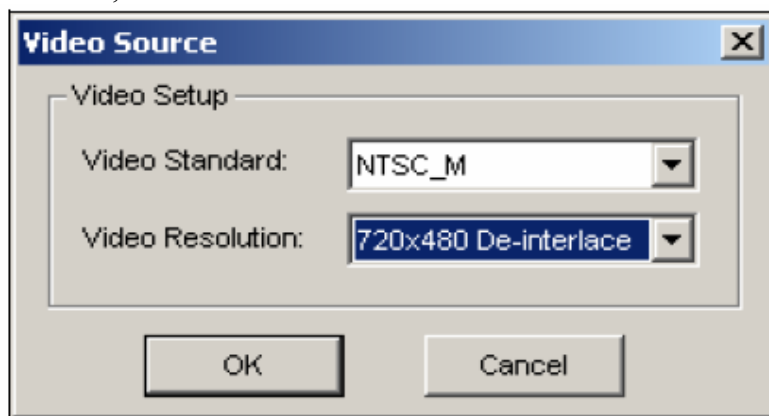 Video Source
Video Setup
Video Standard: NTSC_M
Video Resolution: 720x480 De-interlace
OK Cancel